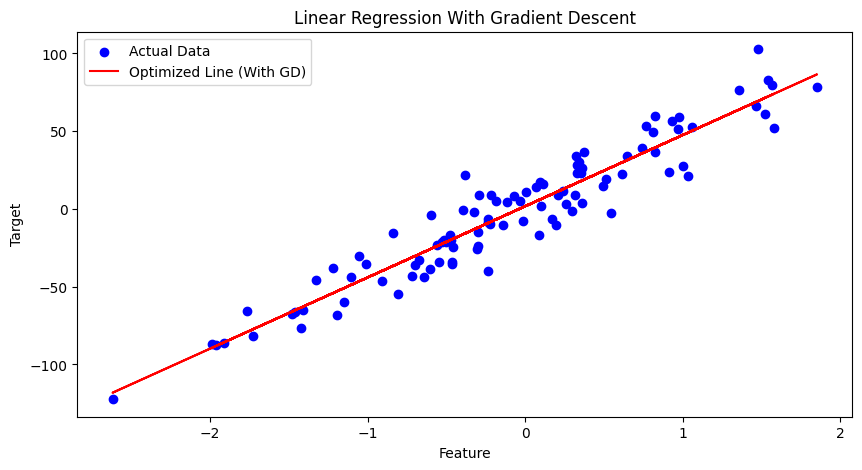 Linear Regression With Gradient Descent
Actual Data
Optimized Line (With GD)
100
50
0
−50
−100
Target
−2
−1
0
1
2
Feature